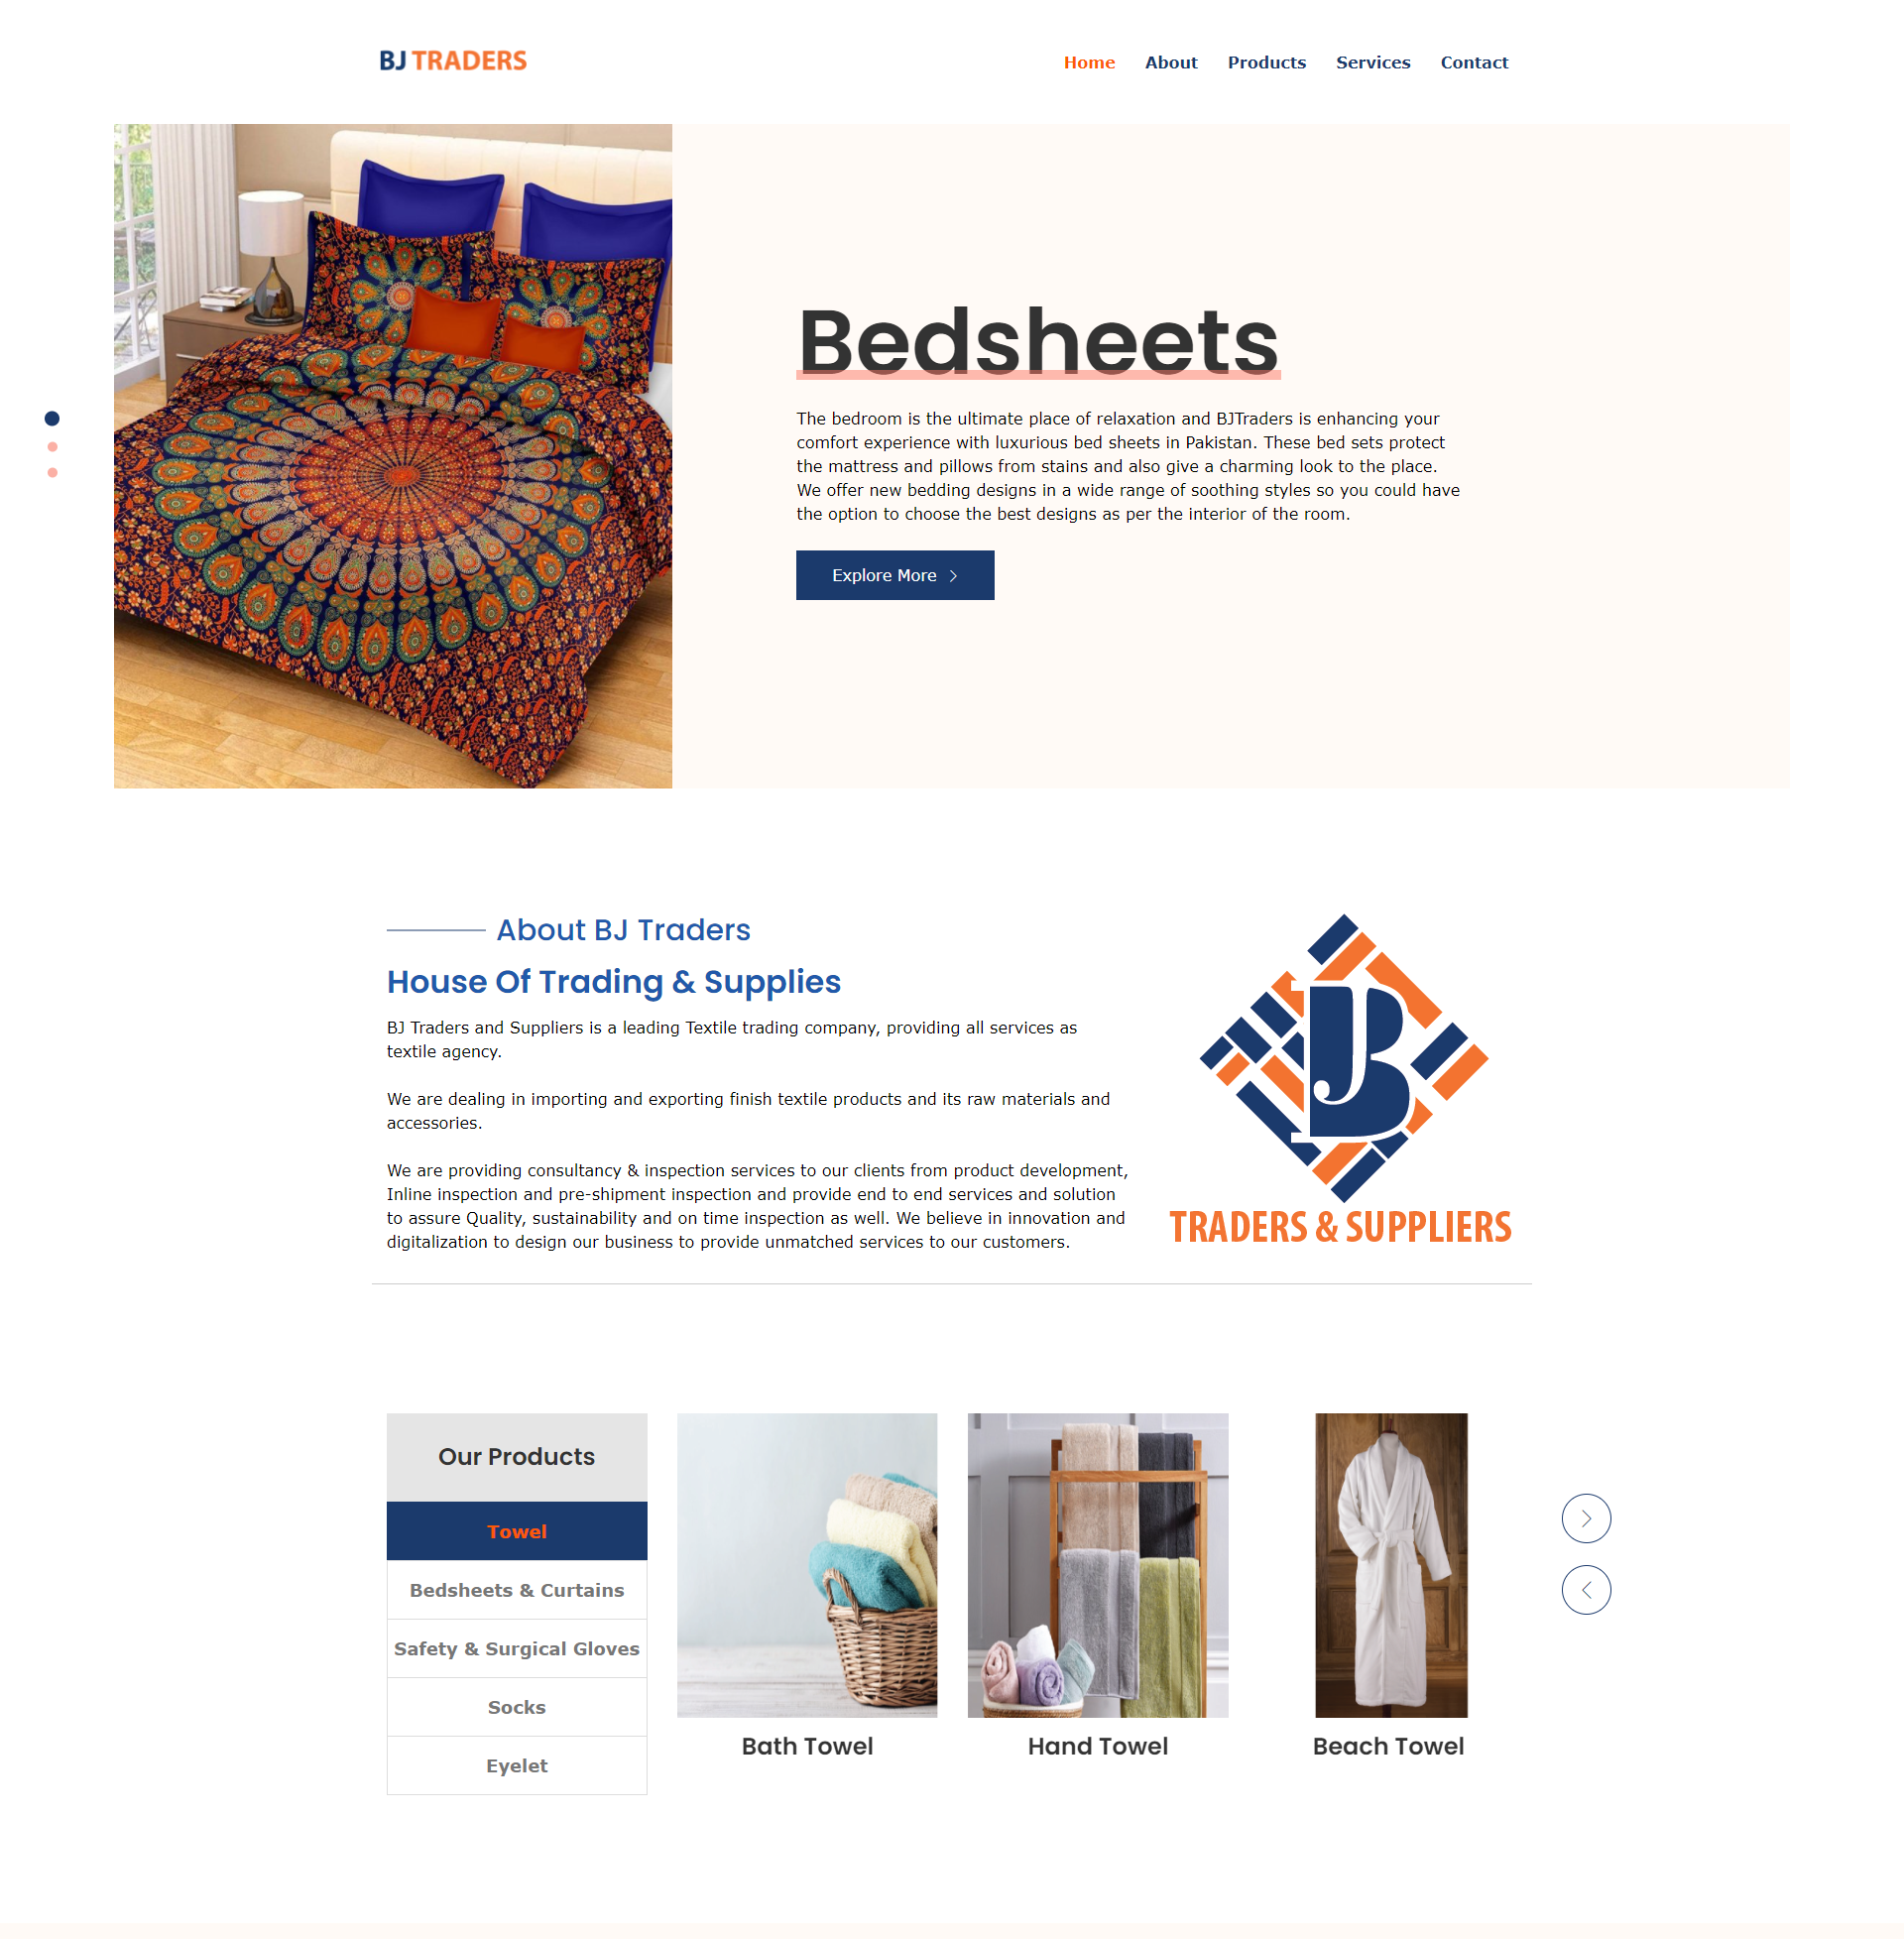 BJ TRADERS
Home About Products Services Contact
Bedsheets
The bedroom is the ultimate place of relaxation and BJTraders is enhancing your
comfort experience with luxurious bed sheets in Pakistan. These bed sets protect
the mattress and pillows from stains and also give a charming look to the place.
We offer new bedding designs in a wide range of soothing styles so you could have
the option to choose the best designs as per the interior of the room.
Explore More
About BJ Traders
House Of Trading & Supplies
BJ Traders and Suppliers is a leading Textile trading company, providing all services as
textile agency.
We are dealing in importing and exporting finish textile products and its raw materials and
accessories.
We are providing consultancy & inspection services to our clients from product development,
Inline inspection and pre-shipment inspection and provide end to end services and solution
to assure Quality, sustainability and on time inspection as well. We believe in innovation and
digitalization to design our business to provide unmatched services to our customers.
BJ
TRADERS & SUPPLIERS
Our Products
Towel
Bedsheets & Curtains
Safety & Surgical Gloves
Socks
Eyelet
Bath Towel
Hand Towel
Beach Towel